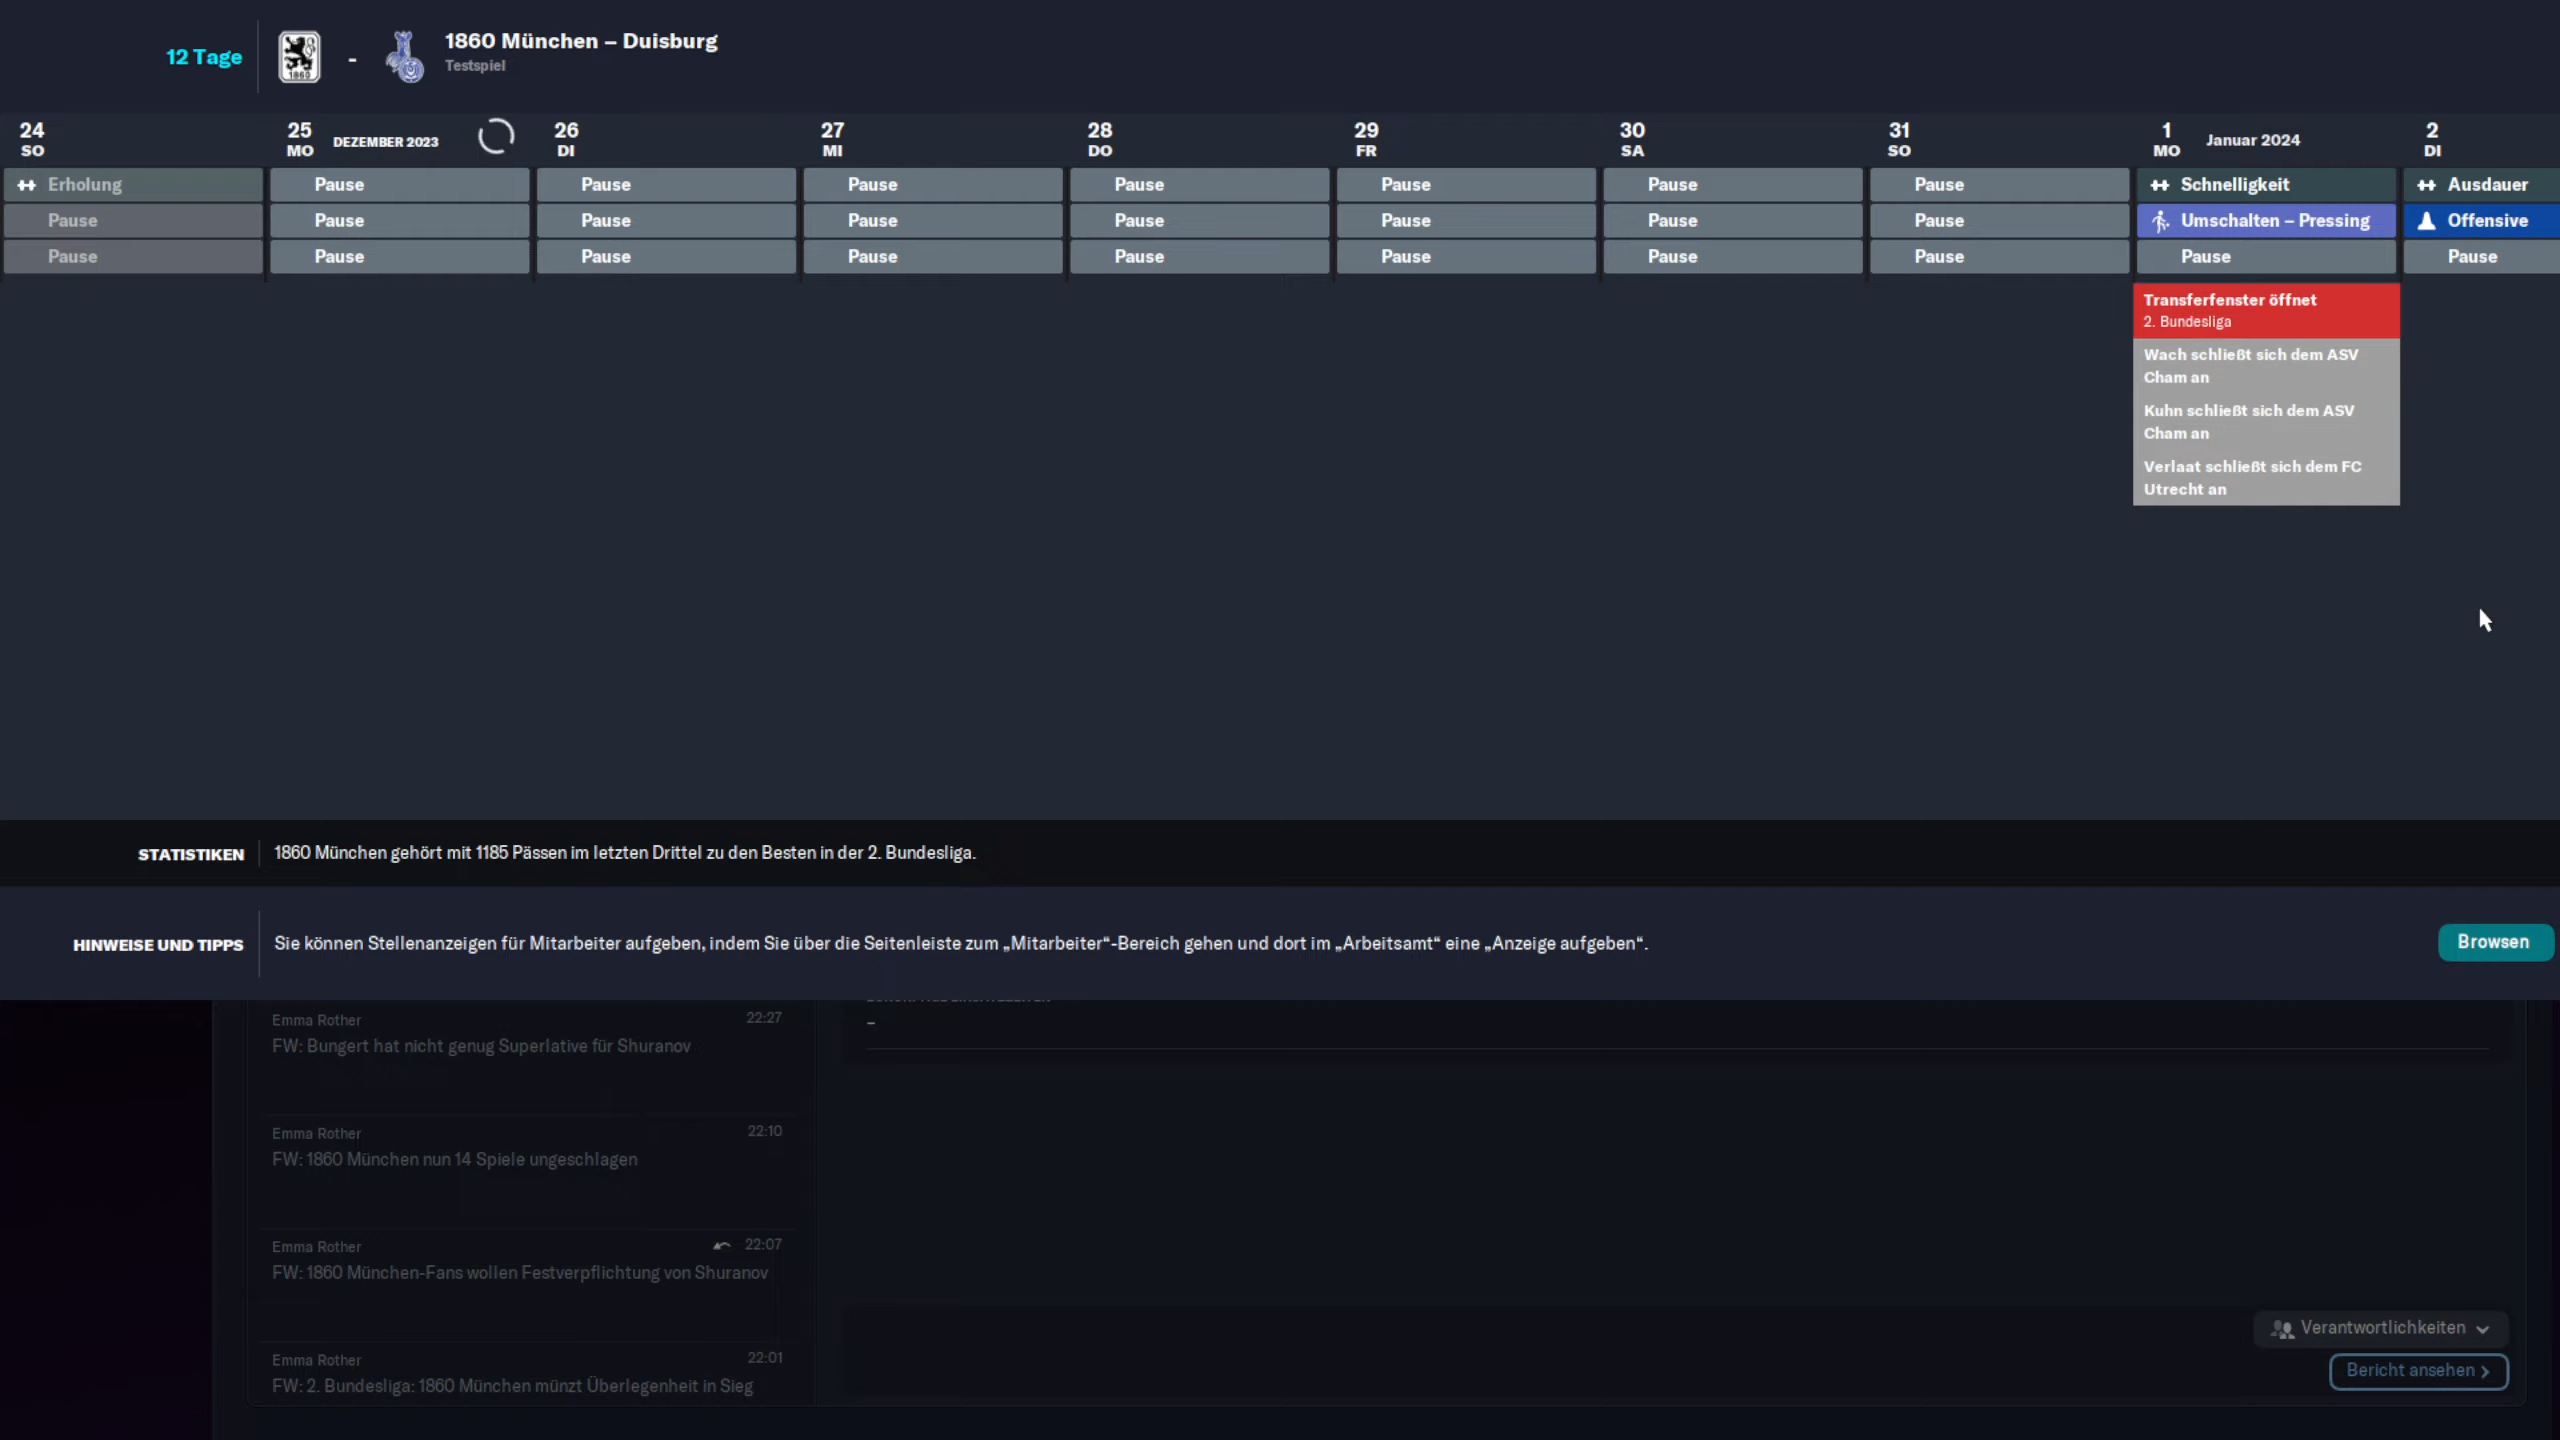 12 Tage
1860
-
1860 München – Duisburg
Testspiel
24
SO
25
MO
DEZEMBER 2023
26
DI
27
MI
28
DO
29
FR
30
SA
31
SO
1
MO
Januar 2024
2
DI
Erholung
Pause
Pause
Pause
Pause
Pause
Pause
Pause
Schnelligkeit
Ausdauer
Pause
Pause
Pause
Pause
Pause
Pause
Pause
Pause
Umschalten – Pressing
Offensive
Pause
Pause
Pause
Pause
Pause
Pause
Pause
Pause
Pause
Pause
Transferfenster öffnet
2. Bundesliga
Wach schließt sich dem ASV
Cham an
Kuhn schließt sich dem ASV
Cham an
Verlaat schließt sich dem FC
Utrecht an
STATISTIKEN
1860 München gehört mit 1185 Pässen im letzten Drittel zu den Besten in der 2. Bundesliga.
HINWEISE UND TIPPS
Sie können Stellenanzeigen für Mitarbeiter aufgeben, indem Sie über die Seitenleiste zum „Mitarbeiter“-Bereich gehen und dort im „Arbeitsamt“ eine „Anzeige aufgeben“.
Browsen
Emma Rother
22:27
FW: Bungert hat nicht genug Superlative für Shuranov
–
Emma Rother
22:10
FW: 1860 München nun 14 Spiele ungeschlagen
Emma Rother
22:07
FW: 1860 München-Fans wollen Festverpflichtung von Shuranov
Emma Rother
22:01
FW: 2. Bundesliga: 1860 München münzt Überlegenheit in Sieg
Verantwortlichkeiten
Bericht ansehen >